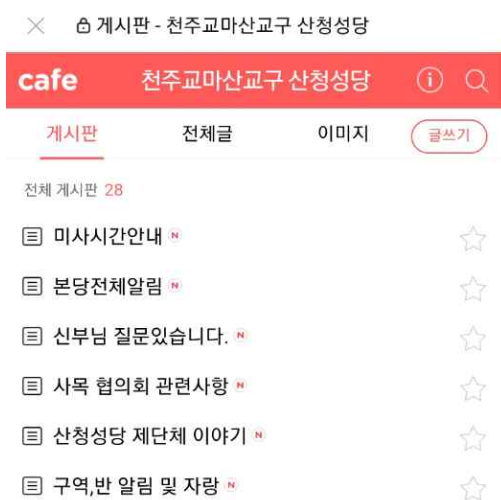 게시판 - 천주교마산교구 산청성당
cafe 천주교마산교구 산청성당
게시판 전체글 이미지 글쓰기
전체 게시판 28
미사시간안내 N
본당전체알림 N
신부님 질문있습니다. N
사목 협의회 관련사항 N
산청성당 제단체 이야기 N
구역,반 알림 및 자랑 N